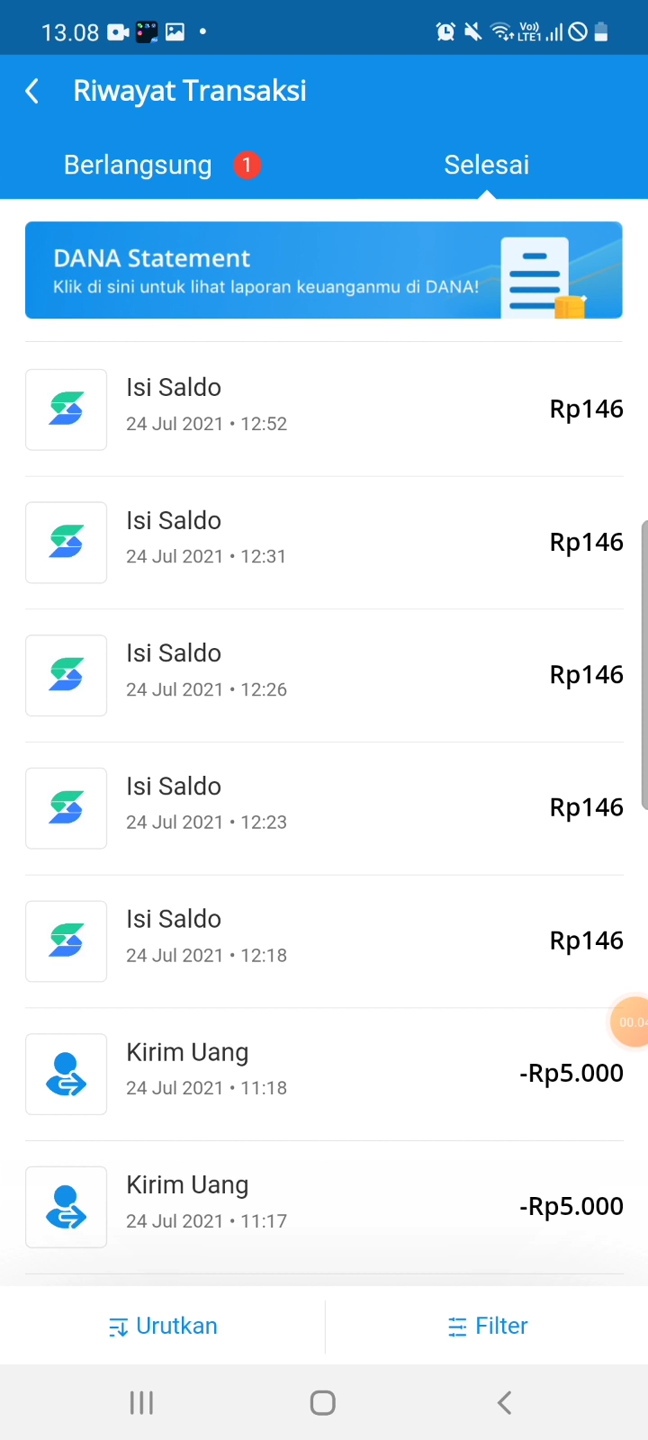 13.08
Vo))
LTE1
Riwayat Transaksi
Berlangsung 1
Selesai
DANA Statement
Klik di sini untuk lihat laporan keuanganmu di DANA!
Isi Saldo
24 Jul 2021 • 12:52
Rp146
Isi Saldo
24 Jul 2021 • 12:31
Rp146
Isi Saldo
24 Jul 2021 • 12:26
Rp146
Isi Saldo
24 Jul 2021 • 12:23
Rp146
Isi Saldo
24 Jul 2021 • 12:18
Rp146
Kirim Uang
24 Jul 2021 • 11:18
-Rp5.000
Kirim Uang
24 Jul 2021 • 11:17
-Rp5.000
Urutkan
Filter